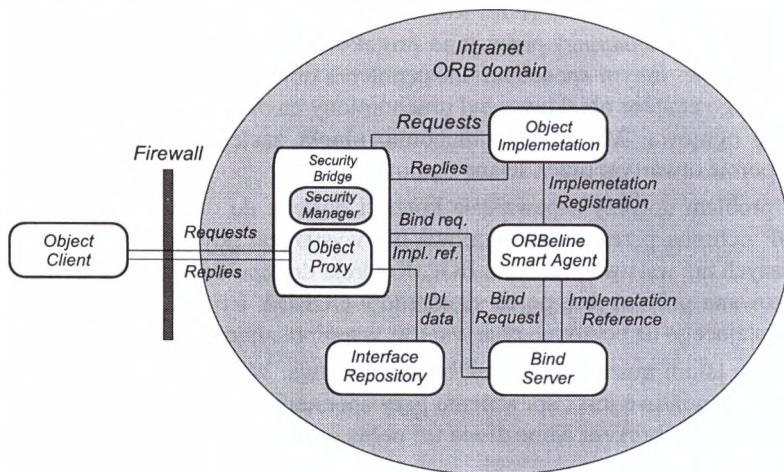 Intranet
ORB domain
Firewall
Requests
Object
Implemetation
Security
Bridge
Replies
Implemetation
Registration
Security
Manager
Object
Client
Requests
Replies
Object
Proxy
Bind req.
Impl. ref.
ORBeline
Smart Agent
IDL
data
Bind
Request
Implemetation
Reference
Interface
Repository
Bind
Server